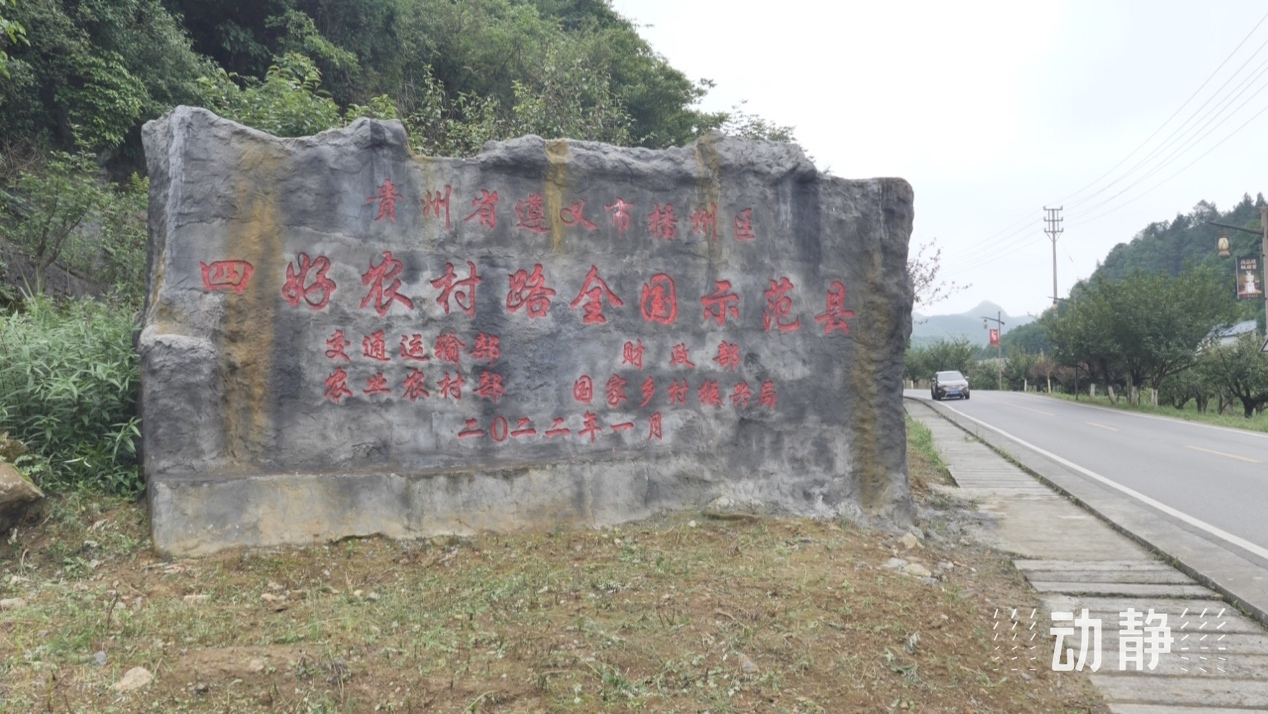 贵州省遵义市播州区
四好农村路全国示范县
交通运输部 财政部
农业农村部 国家乡村振兴局
二〇二二年一月
动静